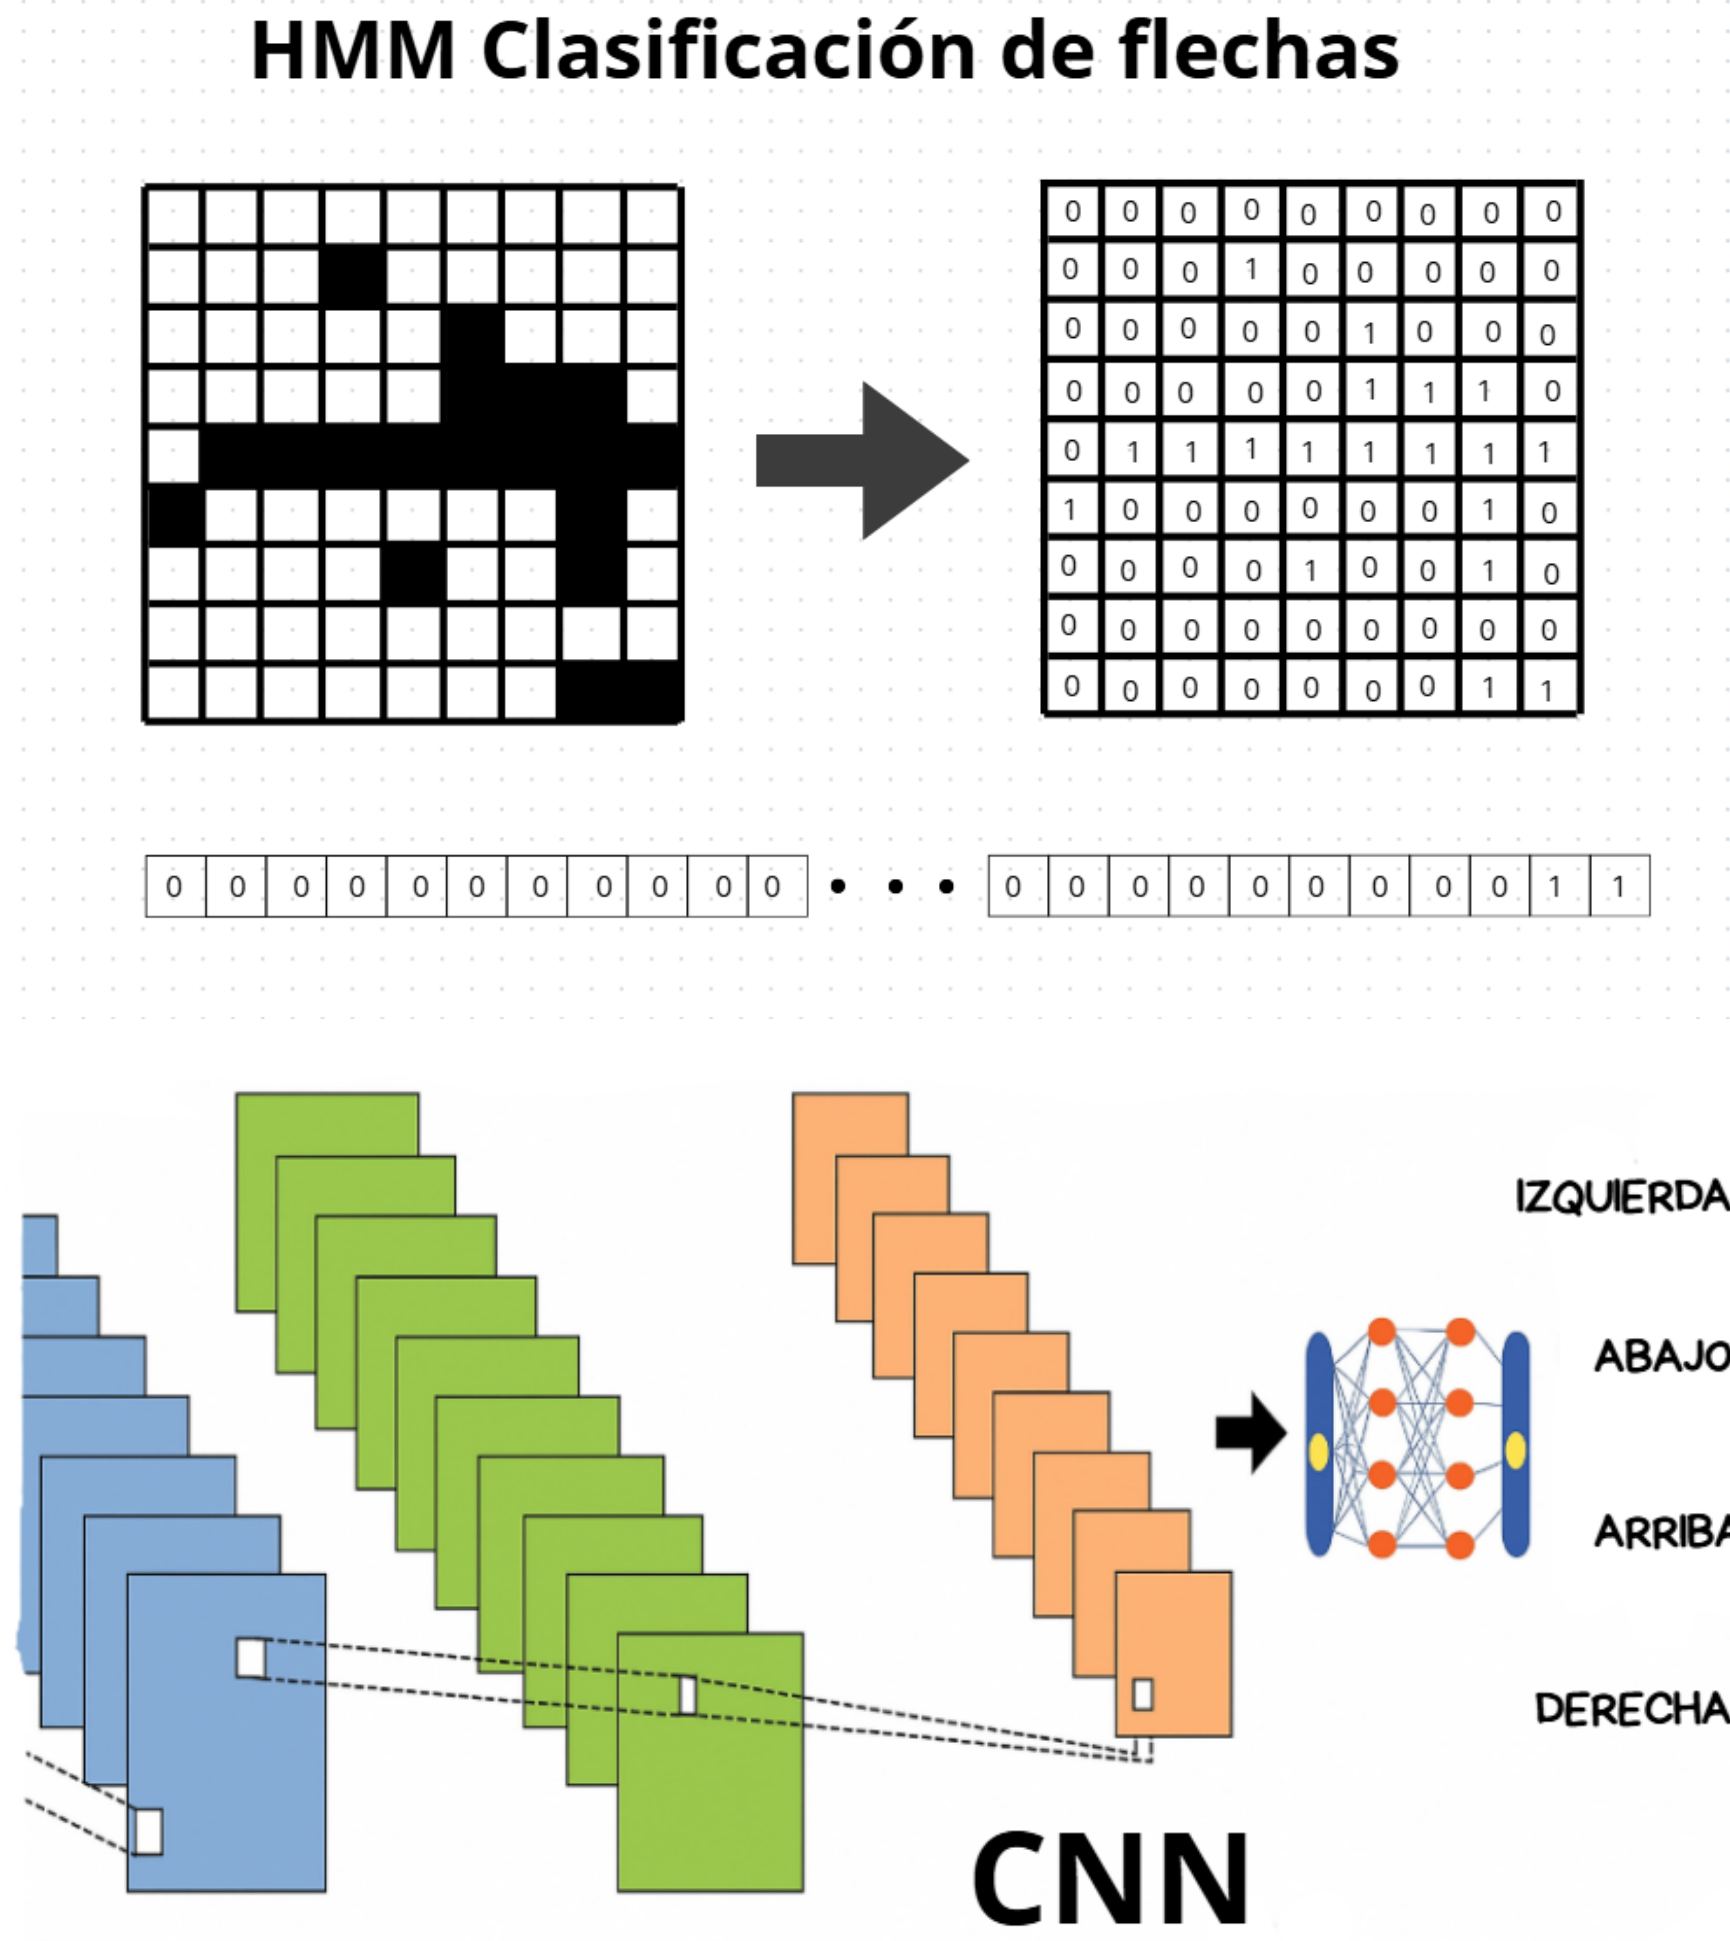 HMM Clasificación de flechas
0 0 0 0 0 0 0 0 0
0 0 0 1 0 0 0 0 0
0 0 0 0 0 1 0 0 0
0 0 0 0 0 1 1 1 0
0 1 1 1 1 1 1 1 1
1 0 0 0 0 0 0 1 0
0 0 0 0 1 0 0 1 0
0 0 0 0 0 0 0 0 0
0 0 0 0 0 0 0 1 1
0 0 0 0 0 0 0 0 0 0 0 • • • 0 0 0 0 0 0 0 0 0 1 1
IZQUIERDA
ABAJO
ARRIBA
DERECHA
CNN